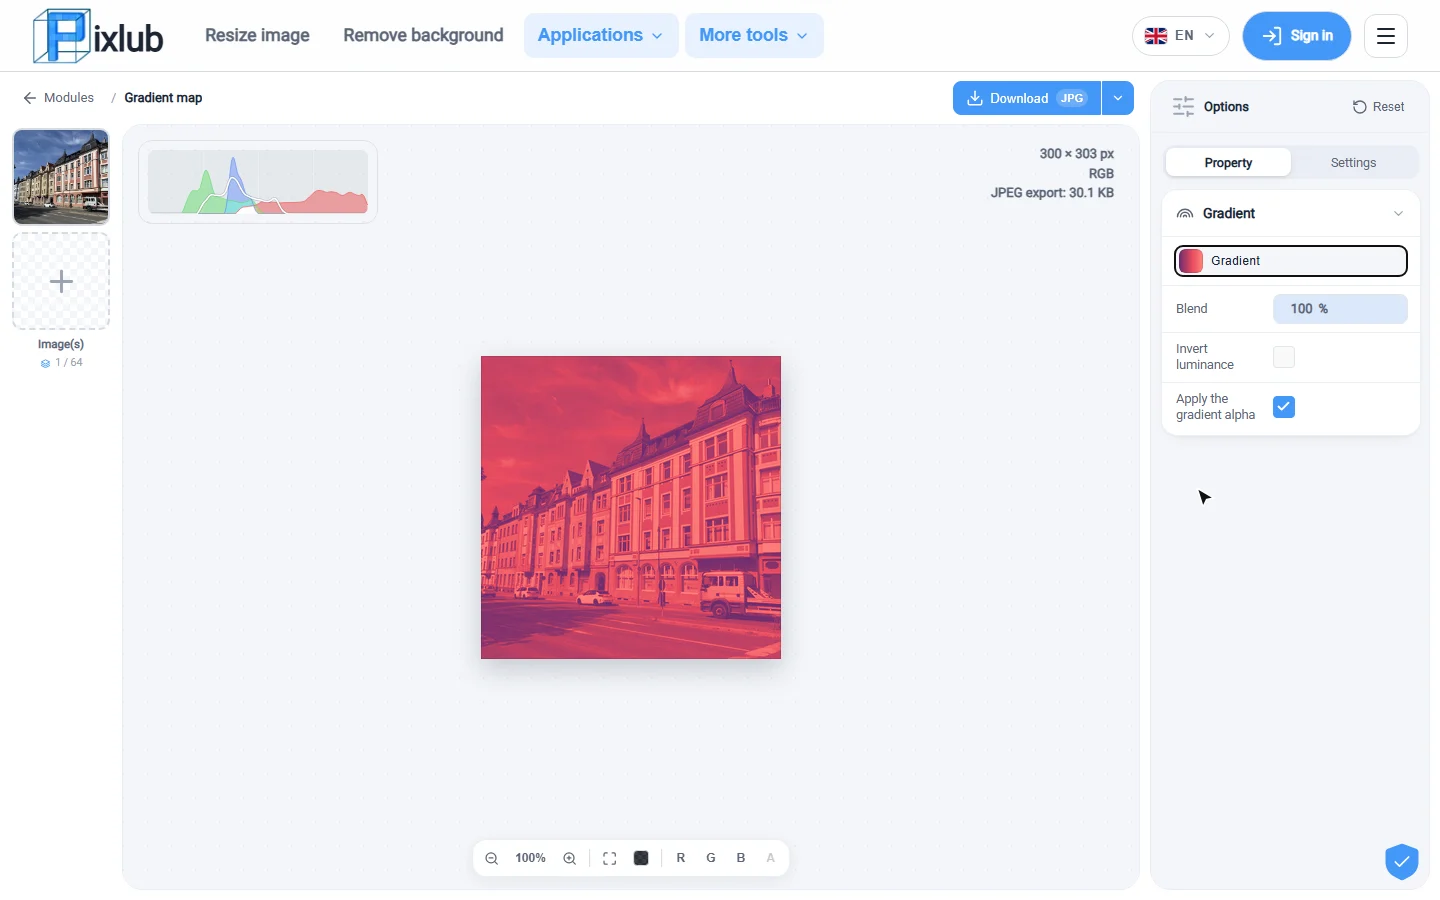 Pixlub
Resize image
Remove background
Applications
More tools
EN
Sign in
Modules / Gradient map
Download JPG
300 × 303 px
RGB
JPEG export: 30.1 KB
Image(s)
1 / 64
100%
R G B A
Options
Reset
Property
Settings
Gradient
Gradient
Blend
100 %
Invert
luminance
Apply the
gradient alpha